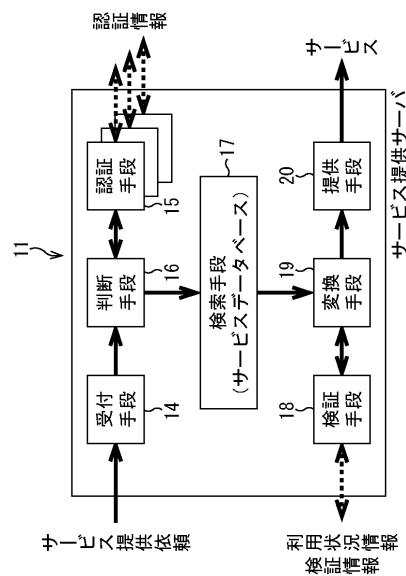 11
サービス提供依頼
受付
手段
14
判断
手段
16
認証
手段
15
認証
情報
検索手段
(サービスデータベース)
17
利用状況情報
検証情報
検証
手段
18
変換
手段
19
提供
手段
20
サービス
サービス提供サーバ